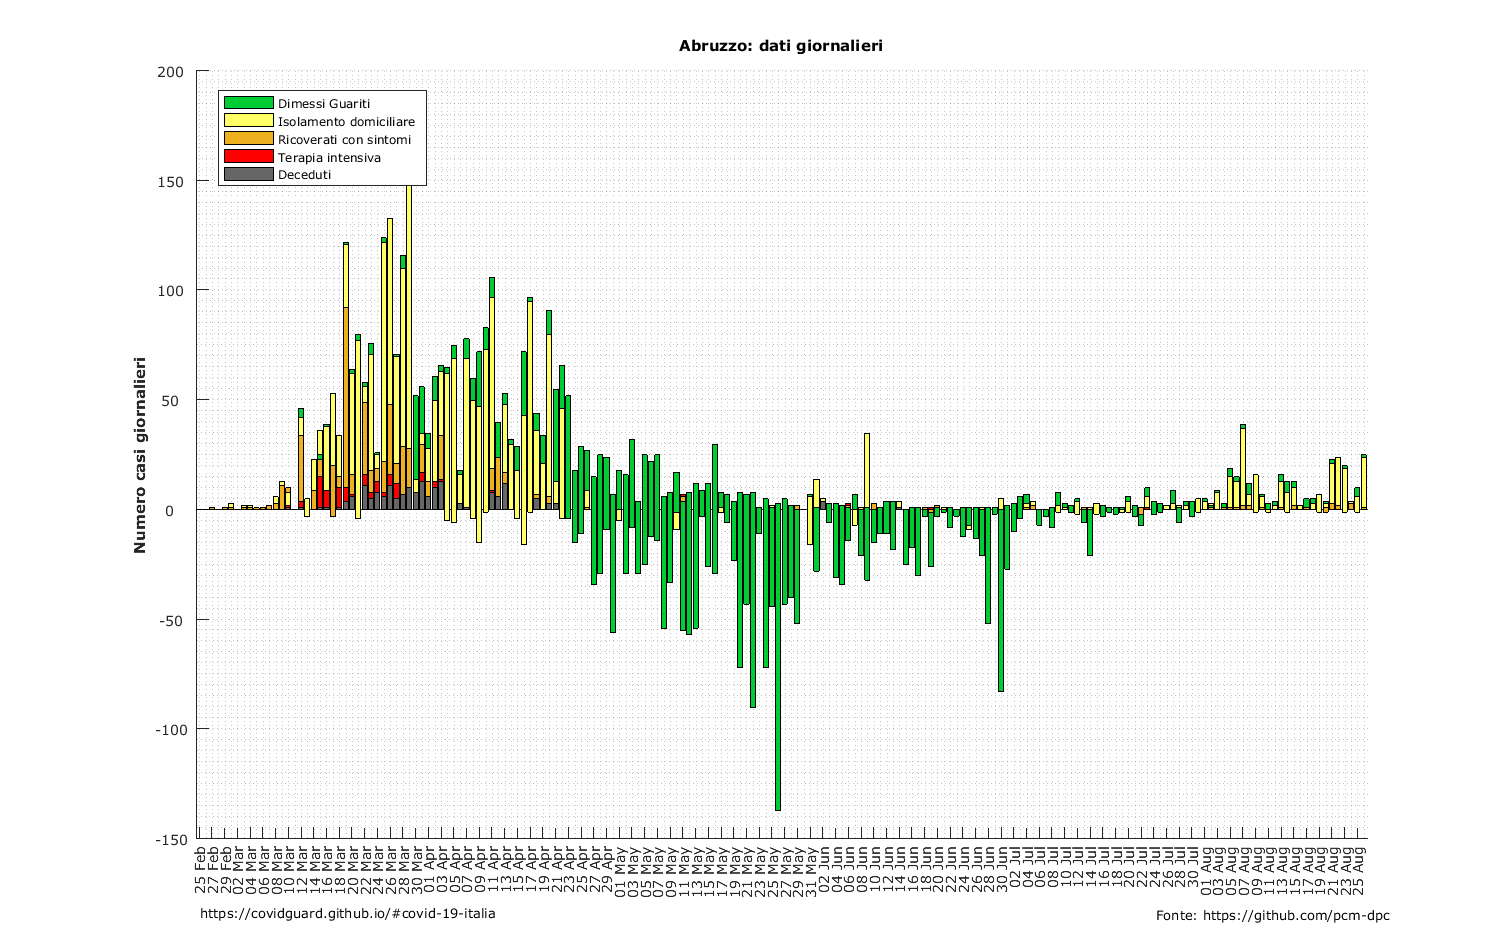 Abruzzo: dati giornalieri
200
150
100
50
0
-50
-100
-150
Numero casi giornalieri
Dimessi Guariti
Isolamento domiciliare
Ricoverati con sintomi
Terapia intensiva
Deceduti
25 Feb
27 Feb
29 Feb
02 Mar
04 Mar
06 Mar
08 Mar
10 Mar
12 Mar
14 Mar
16 Mar
18 Mar
20 Mar
22 Mar
24 Mar
26 Mar
28 Mar
30 Mar
01 Apr
03 Apr
05 Apr
07 Apr
09 Apr
11 Apr
13 Apr
15 Apr
17 Apr
19 Apr
21 Apr
23 Apr
25 Apr
27 Apr
29 Apr
01 May
03 May
05 May
07 May
09 May
11 May
13 May
15 May
17 May
19 May
21 May
23 May
25 May
27 May
29 May
31 May
02 Jun
04 Jun
06 Jun
08 Jun
10 Jun
12 Jun
14 Jun
16 Jun
18 Jun
20 Jun
22 Jun
24 Jun
26 Jun
28 Jun
30 Jun
02 Jul
04 Jul
06 Jul
08 Jul
10 Jul
12 Jul
14 Jul
16 Jul
18 Jul
20 Jul
22 Jul
24 Jul
26 Jul
28 Jul
30 Jul
01 Aug
03 Aug
05 Aug
07 Aug
09 Aug
11 Aug
13 Aug
15 Aug
17 Aug
19 Aug
21 Aug
23 Aug
25 Aug
https://covidguard.github.io/#covid-19-italia
Fonte: https://github.com/pcm-dpc